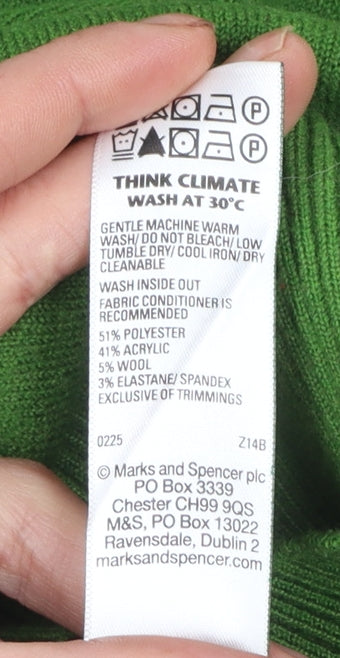 P
P
THINK CLIMATE
WASH AT 30°C
GENTLE MACHINE WARM
WASH/ DO NOT BLEACH/ LOW
TUMBLE DRY/ COOL IRON/ DRY
CLEANABLE
WASH INSIDE OUT
FABRIC CONDITIONER IS
RECOMMENDED
51% POLYESTER
41% ACRYLIC
5% WOOL
3% ELASTANE/ SPANDEX
EXCLUSIVE OF TRIMMINGS
0225 Z14B
© Marks and Spencer plc
PO Box 3339
Chester CH99 9QS
M&S, PO Box 13022
Ravensdale, Dublin 2
marksandspencer.com